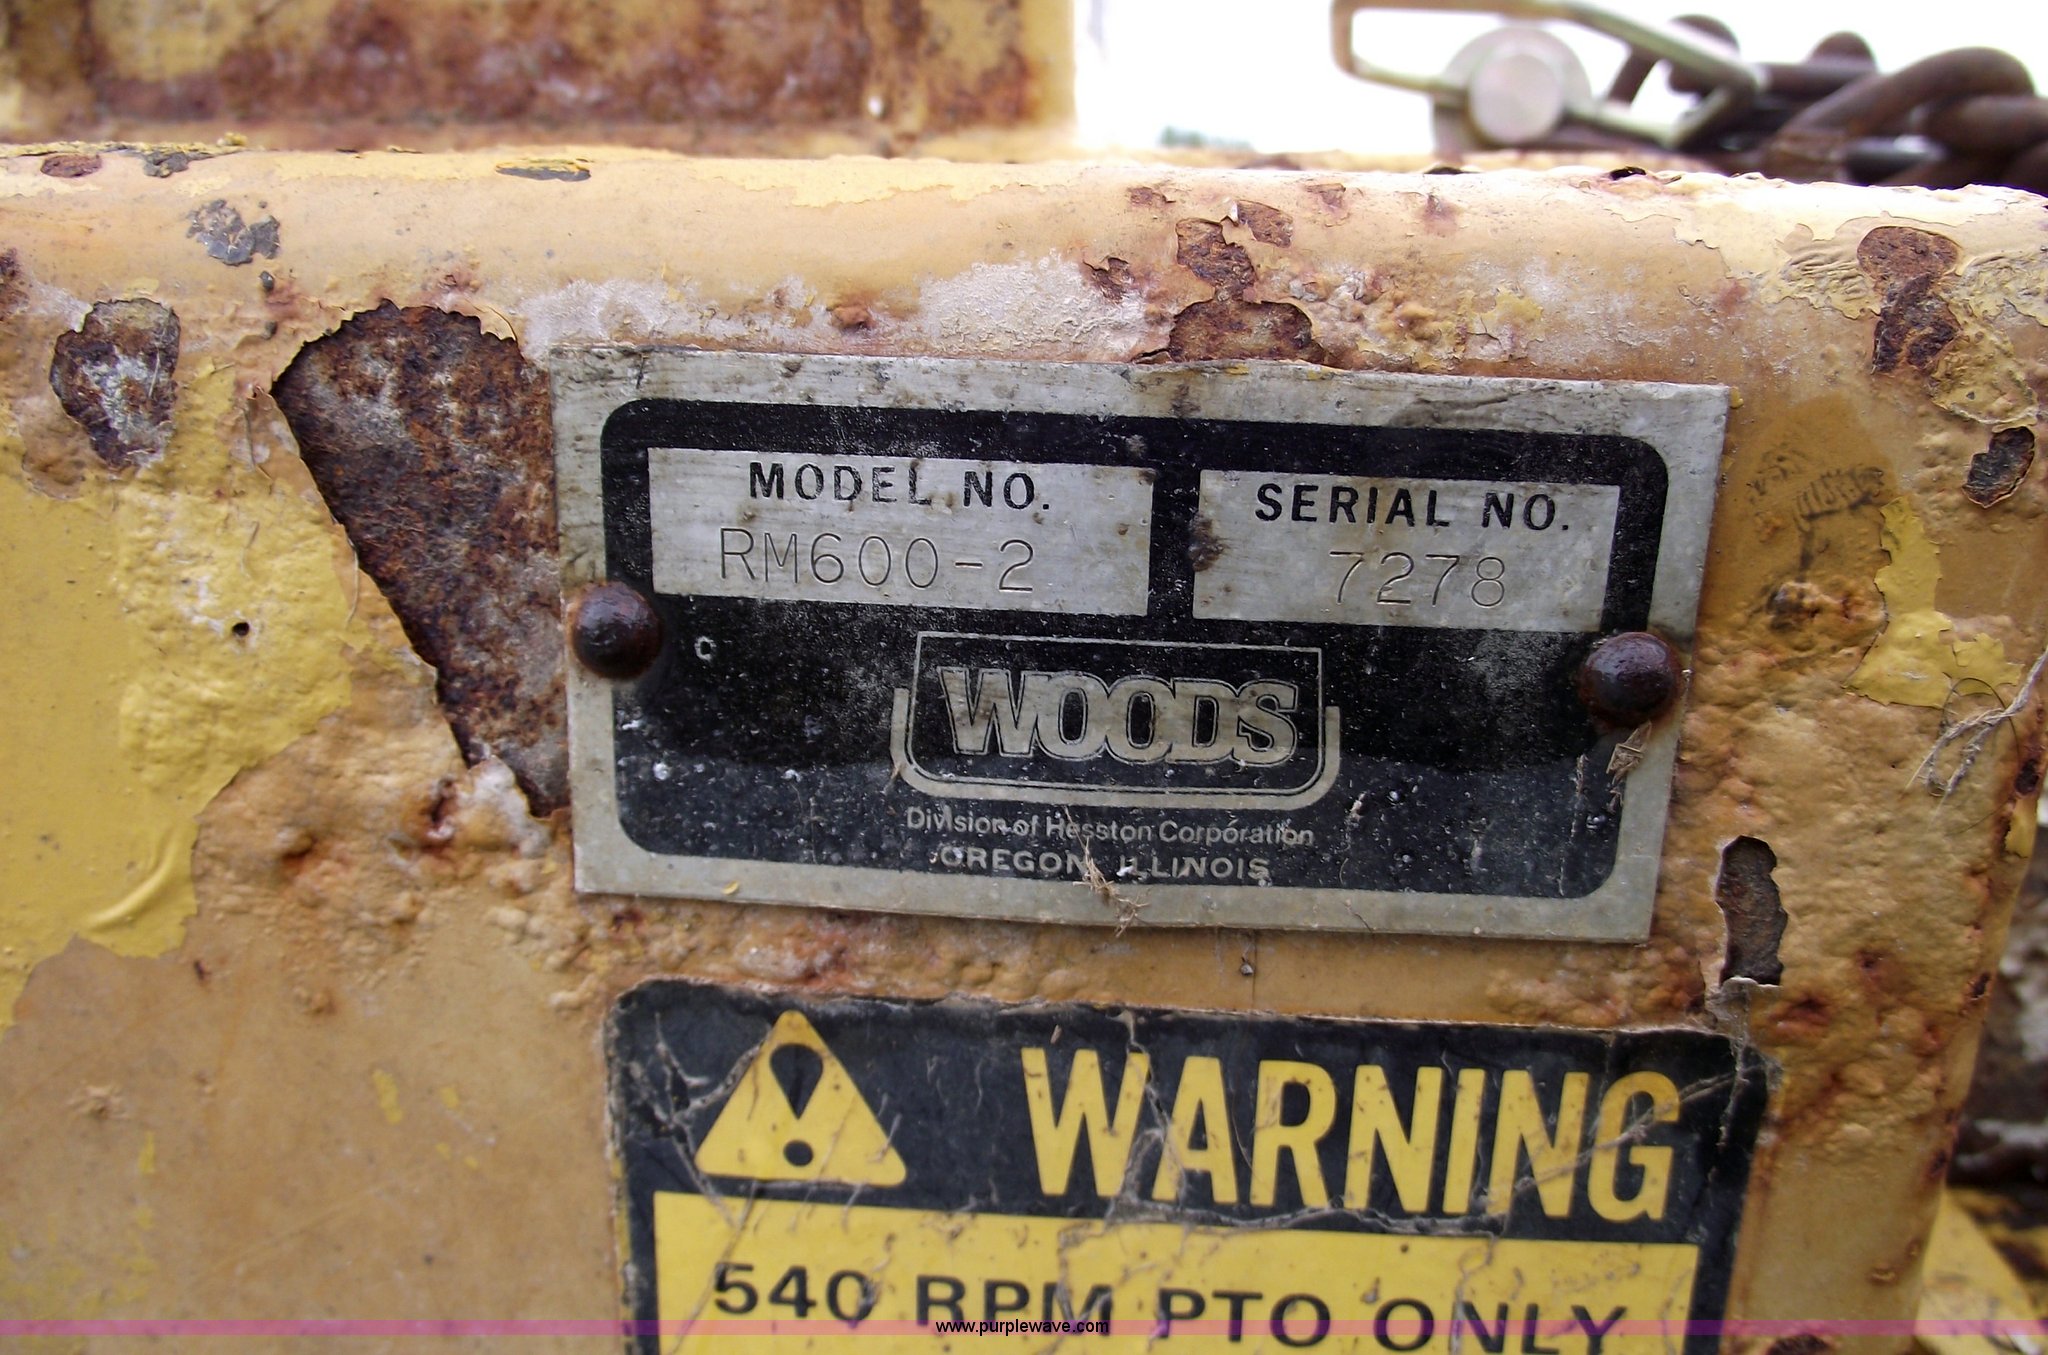 MODEL NO.
RM600-2
SERIAL NO.
7278
WOODS
Division of Hesston Corporation
OREGON, ILLINOIS
WARNING
540 RPM PTO ONLY
www.purplewave.com